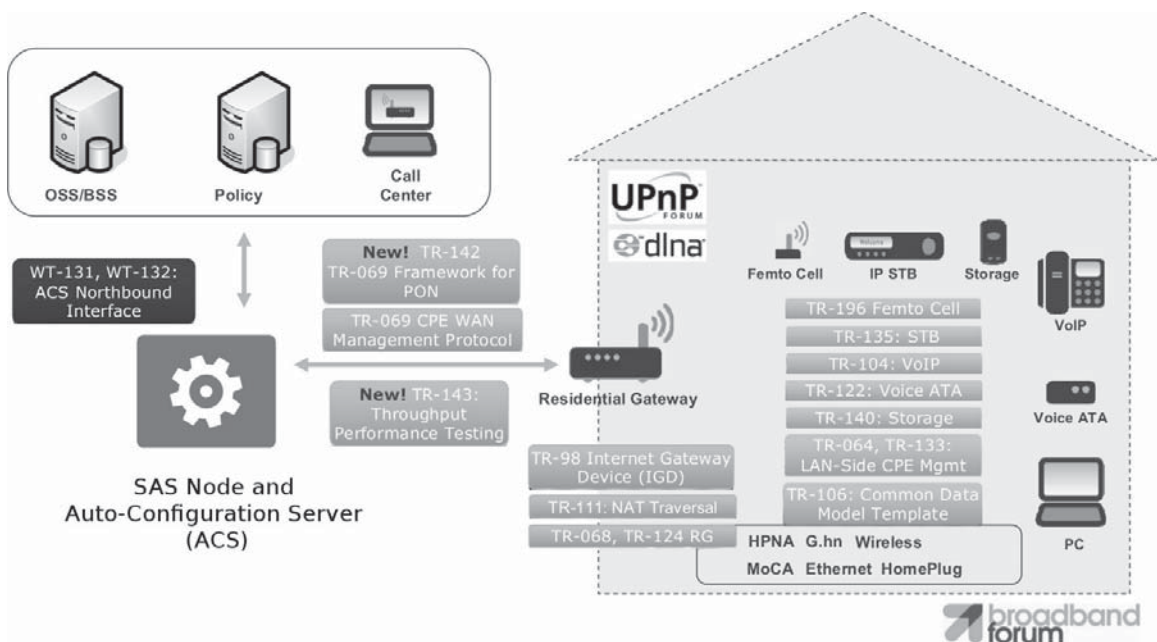 OSS/BSS
Policy
Call
Center
WT-131, WT-132:
ACS Northbound
Interface
New! TR-142
TR-069 Framework for
PON
TR-069 CPE WAN
Management Protocol
New! TR-143:
Throughput
Performance Testing
SAS Node and
Auto-Configuration Server
(ACS)
Residential Gateway
TR-98 Internet Gateway
Device (IGD)
TR-111: NAT Traversal
TR-068, TR-124 RG
UPnP
FORUM
dlna
Femto Cell
Welcome
IP STB
Storage
VoIP
Voice ATA
PC
TR-196 Femto Cell
TR-135: STB
TR-104: VoIP
TR-122: Voice ATA
TR-140: Storage
TR-064, TR-133:
LAN-Side CPE Mgmt
TR-106: Common Data
Model Template
HPNA G.hn Wireless
MoCA Ethernet HomePlug
broadband
forum